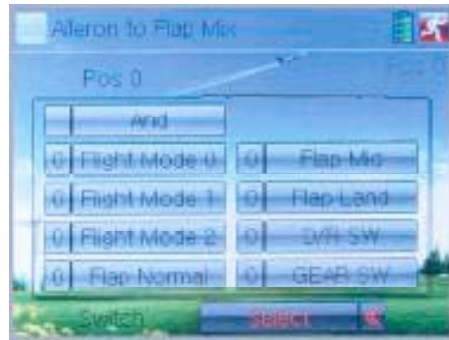 Aileron to Flap Mix
Pos 0
And
0 Flight Mode 0 0 Flap Mid
0 Flight Mode 1 0 Flap Land
0 Flight Mode 2 0 D/R SW
0 Flap Normal 0 GEAR SW
Switch Select